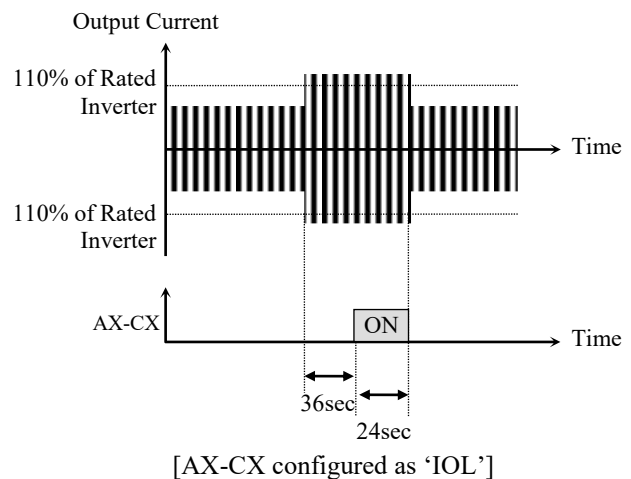 Output Current
110% of Rated
Inverter
Time
110% of Rated
Inverter
AX-CX
ON
Time
36sec
24sec
[AX-CX configured as ‘IOL’]